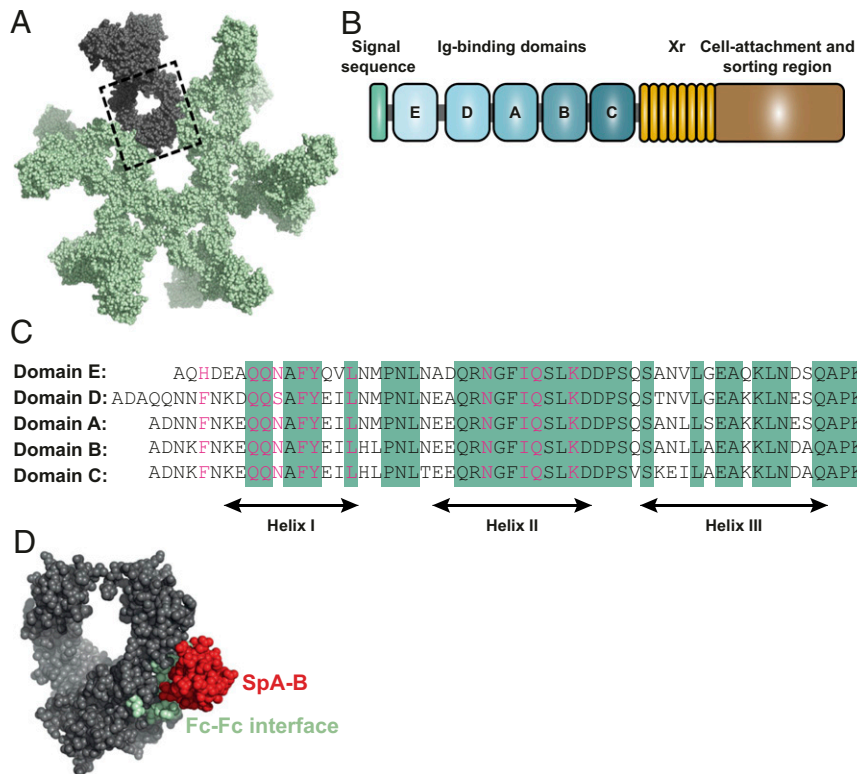 A
B
Signal sequence
Ig-binding domains
Xr
Cell-attachment and sorting region
E D A B C
C
Domain E: AQHDEAQQNAFYQVLNMPNLNADQRNGFIQSLKDDPSQSANVLGEAQKLNDSQAPK
Domain D: ADAQQNNFNKDQQSAFYEILNMPNLNEAQRNGFIQSLKDDPSQSTNVLGEAKKLNESQAPK
Domain A: ADNNFNKEQQNAFYEILNMPNLNEEQRNGFIQSLKDDPSQSANLLSEAKKLNESQAPK
Domain B: ADNKFNKEQQNAFYEILHLPNLNEEQRNGFIQSLKDDPSQSANLLAEAKKLNDAQAPK
Domain C: ADNKFNKEQQNAFYEILHLPNLTEEQRNGFIQSLKDDPSVSKEILAEAKKLNDAQAPK
Helix I Helix II Helix III
D
SpA-B
Fc-Fc interface